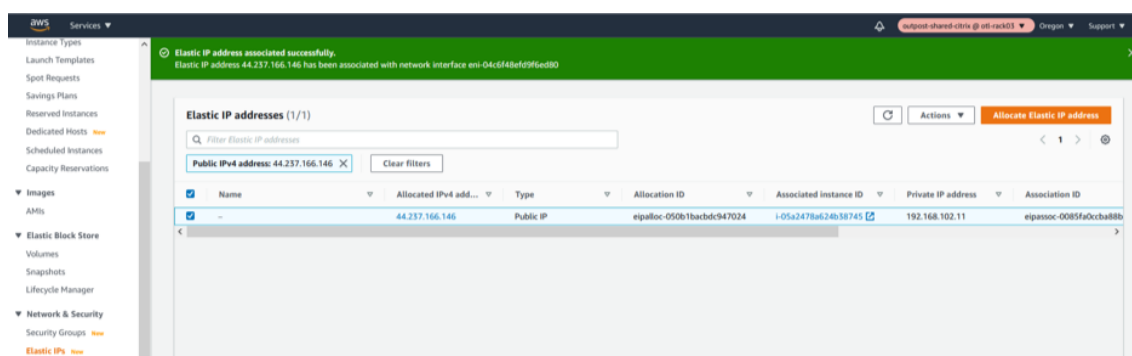 aws Services ▼ outpost-shared-citrix @ otl-rack03 ▼ Oregon ▼ Support ▼
Instance Types
Launch Templates
Spot Requests
Savings Plans
Reserved Instances
Dedicated Hosts New
Scheduled Instances
Capacity Reservations
▼ Images
AMIs
▼ Elastic Block Store
Volumes
Snapshots
Lifecycle Manager
▼ Network & Security
Security Groups New
Elastic IPs New
Elastic IP address associated successfully.
Elastic IP address 44.237.166.146 has been associated with network interface eni-04c6f48efd9f6ed80
Elastic IP addresses (1/1) Actions ▼ Allocate Elastic IP address
Filter Elastic IP addresses < 1 >
Public IPv4 address: 44.237.166.146 X Clear filters
Name Allocated IPv4 add... Type Allocation ID Associated instance ID Private IP address Association ID
– 44.237.166.146 Public IP eipalloc-050b1bacbdc947024 i-05a2478a624b38745 192.168.102.11 eipassoc-0085fa0ccba88b